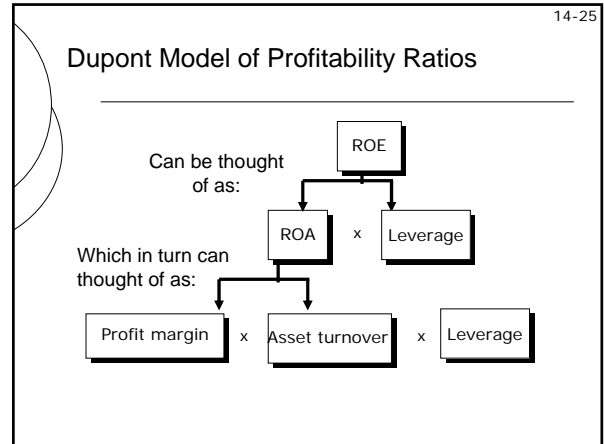 14-25
Dupont Model of Profitability Ratios
ROE
Can be thought
of as:
ROA x Leverage
Which in turn can
thought of as:
Profit margin x Asset turnover x Leverage